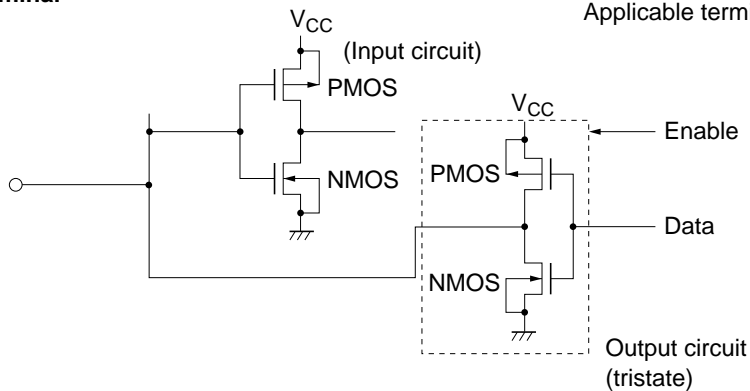 Applicable term
VCC
(Input circuit)
PMOS
NMOS
VCC
Enable
PMOS
Data
NMOS
Output circuit
(tristate)